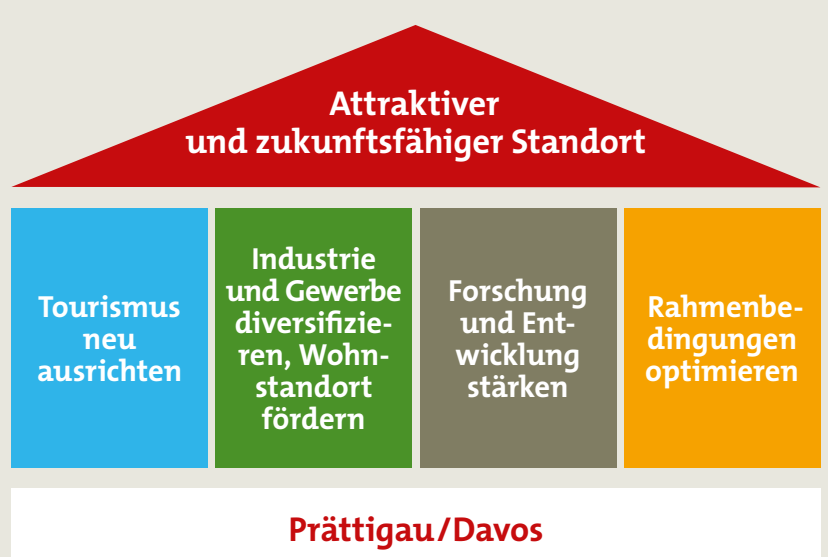 Attraktiver
und zukunftsfähiger Standort
Tourismus
neu
ausrichten
Industrie
und Gewerbe
diversifizie-
ren, Wohn-
standort
fördern
Forschung
und Ent-
wicklung
stärken
Rahmenbe-
dingungen
optimieren
Prättigau/Davos